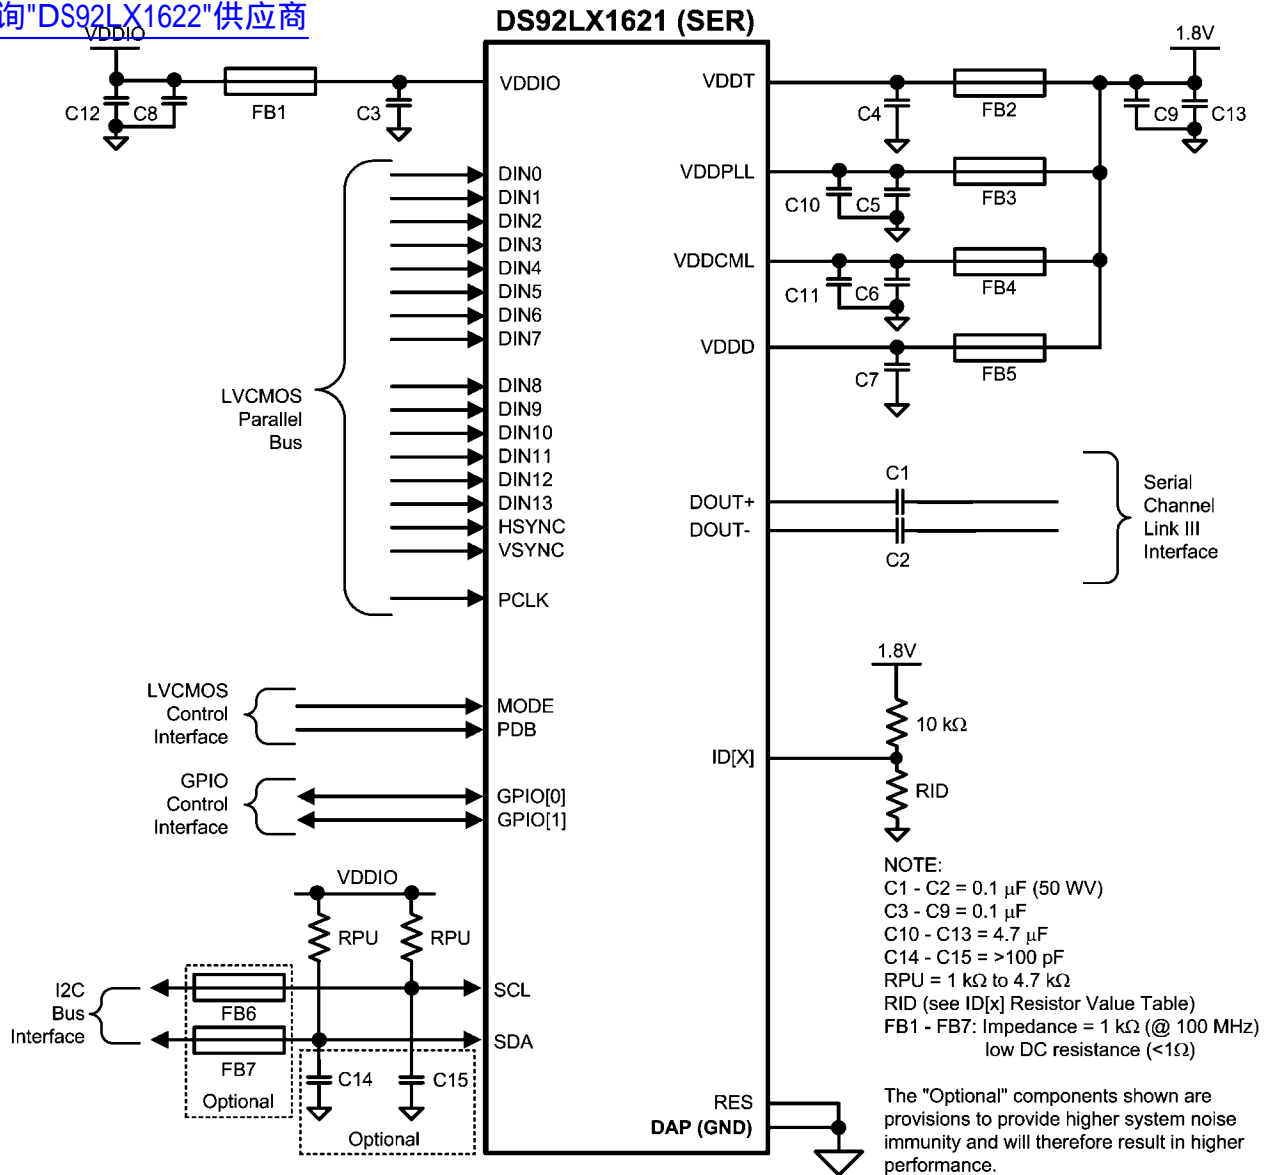 询"DS92LX1622"供应商
DS92LX1621 (SER)
VDDIO
C12
C8
FB1
C3
VDDIO
VDDT
C4
FB2
1.8V
C9
C13
VDDPLL
C10
C5
FB3
VDDCML
C11
C6
FB4
VDDD
C7
FB5
LVCMOS
Parallel
Bus
DIN0
DIN1
DIN2
DIN3
DIN4
DIN5
DIN6
DIN7
DIN8
DIN9
DIN10
DIN11
DIN12
DIN13
HSYNC
VSYNC
PCLK
DOUT+
DOUT-
C1
C2
Serial
Channel
Link III
Interface
LVCMOS
Control
Interface
MODE
PDB
GPIO
Control
Interface
GPIO[0]
GPIO[1]
1.8V
10 kΩ
ID[X]
RID
VDDIO
RPU
RPU
I2C
Bus
Interface
FB6
FB7
Optional
SCL
SDA
C14
C15
Optional
RES
DAP (GND)
NOTE:
C1 - C2 = 0.1 μF (50 WV)
C3 - C9 = 0.1 μF
C10 - C13 = 4.7 μF
C14 - C15 = >100 pF
RPU = 1 kΩ to 4.7 kΩ
RID (see ID[x] Resistor Value Table)
FB1 - FB7: Impedance = 1 kΩ (@ 100 MHz)
low DC resistance (<1Ω)
The "Optional" components shown are
provisions to provide higher system noise
immunity and will therefore result in higher
performance.